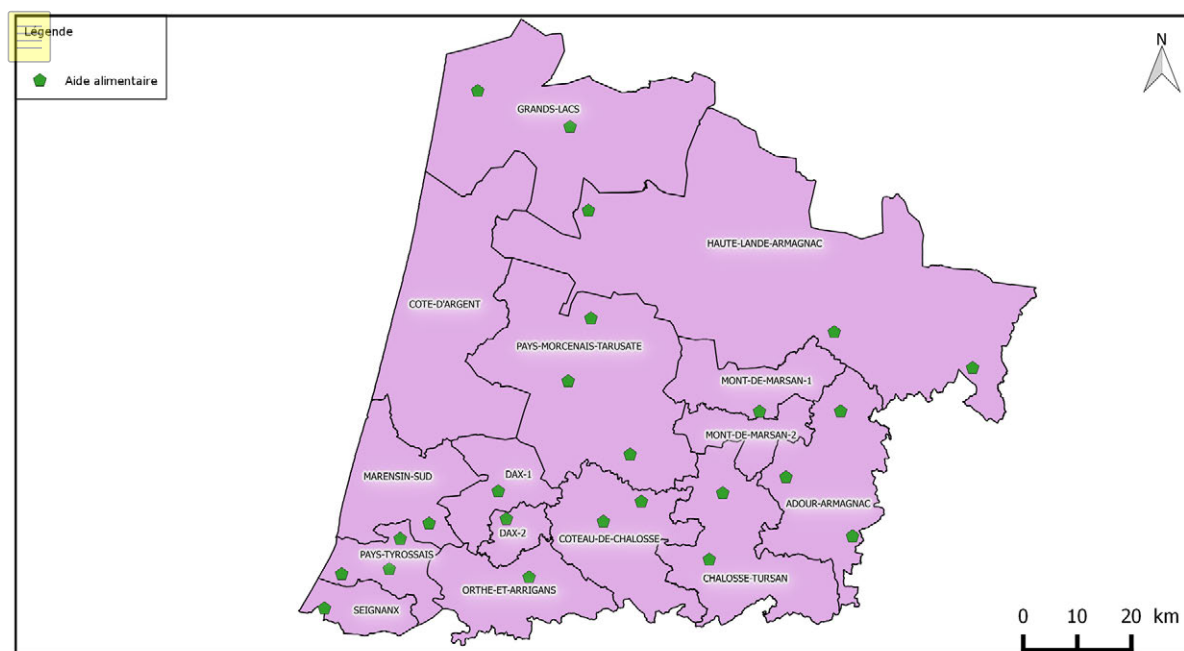 Légende
Aide alimentaire
N
GRANDS-LACS
HAUTE-LANDE-ARMAGNAC
COTE-D'ARGENT
PAYS-MORCENAIS-TARUSATE
MONT-DE-MARSAN-1
MONT-DE-MARSAN-2
MARENSIN-SUD
DAX-1
ADOUR-ARMAGNAC
DAX-2
COTEAU-DE-CHALOSSE
PAYS-TYROSSAIS
CHALOSSE-TURSAN
ORTHE-ET-ARRIGANS
SEIGNANX
0 10 20 km